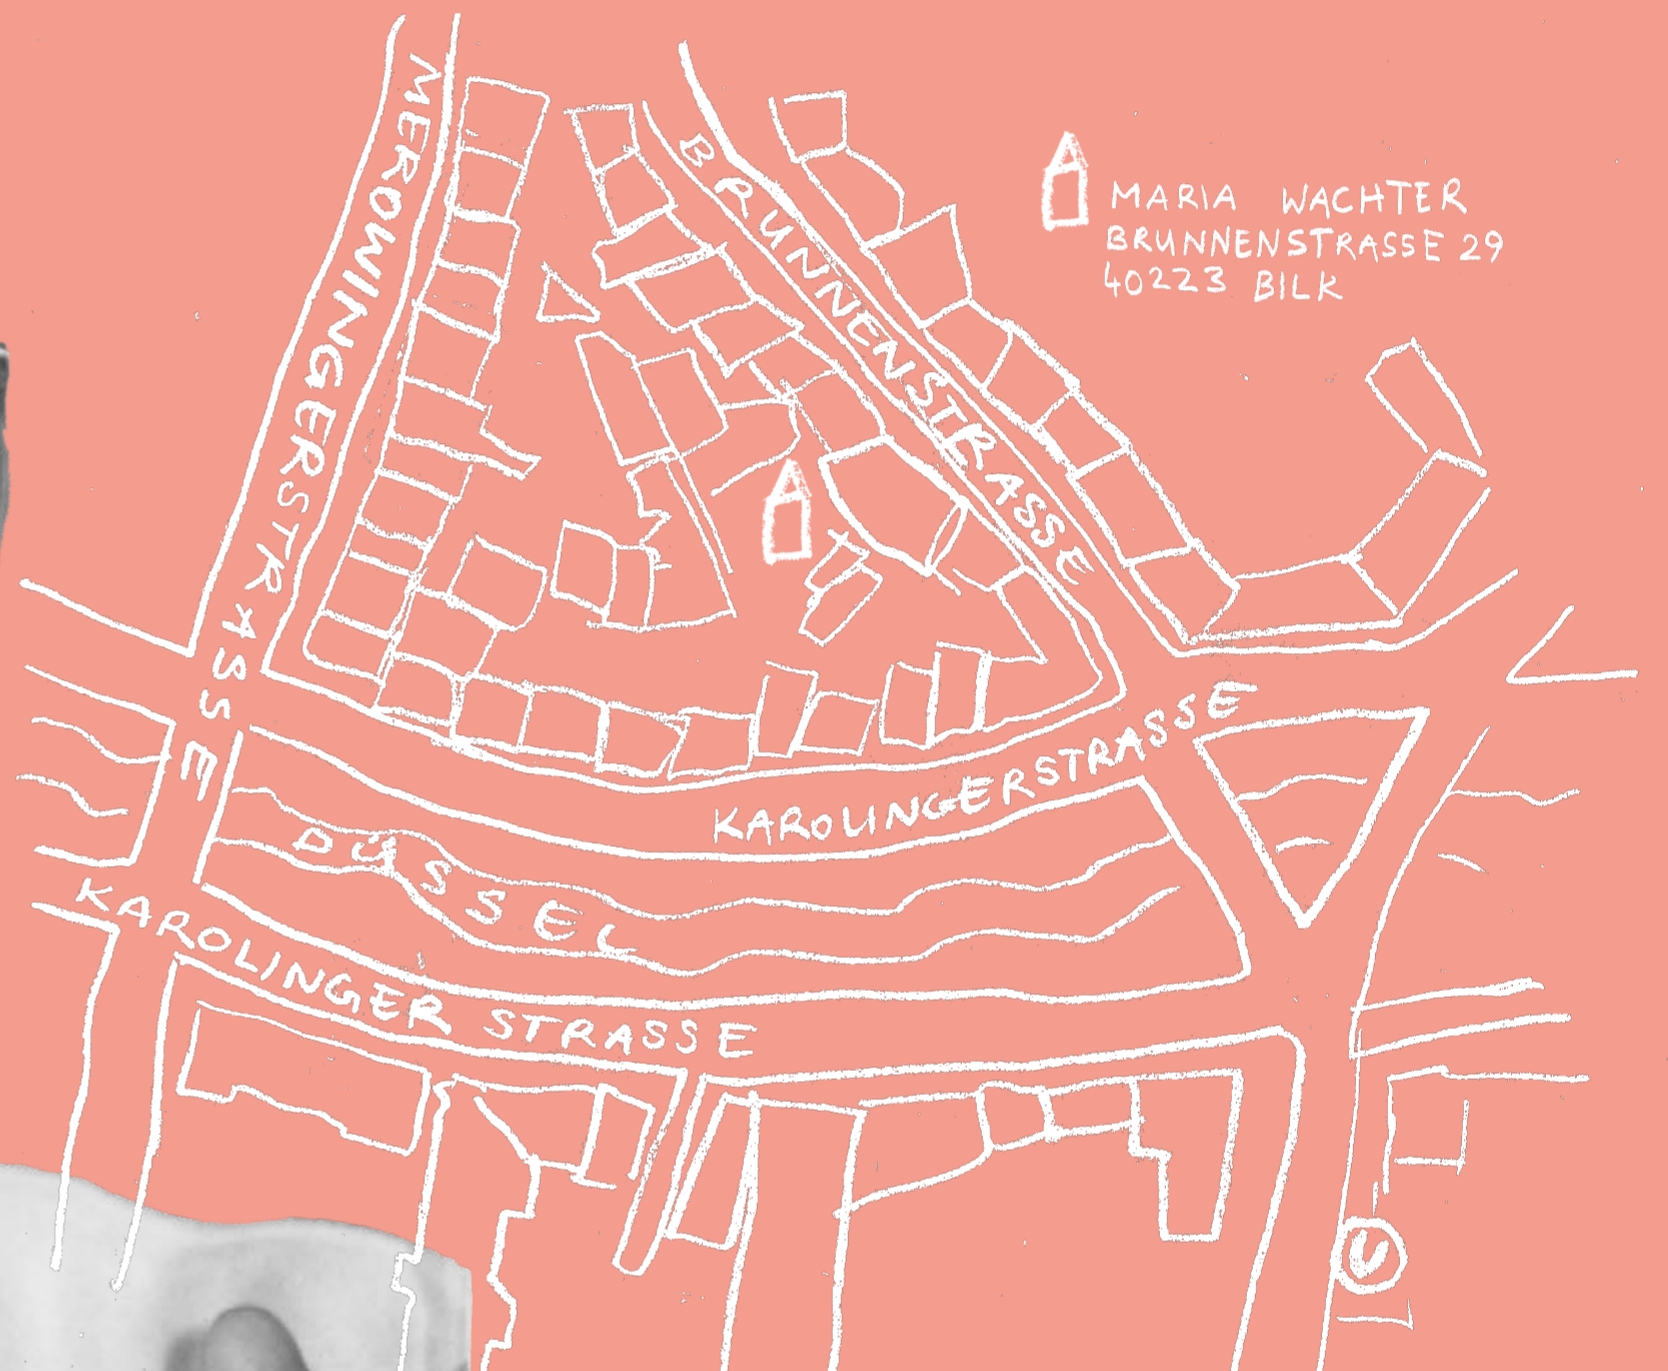 MEROWINGERSTRASSE
BRUNNENSTRASSE
MARIA WACHTER
BRUNNENSTRASSE 29
40223 BILK
KAROLINGERSTRASSE
DÜSSEL
KAROLINGER STRASSE
U